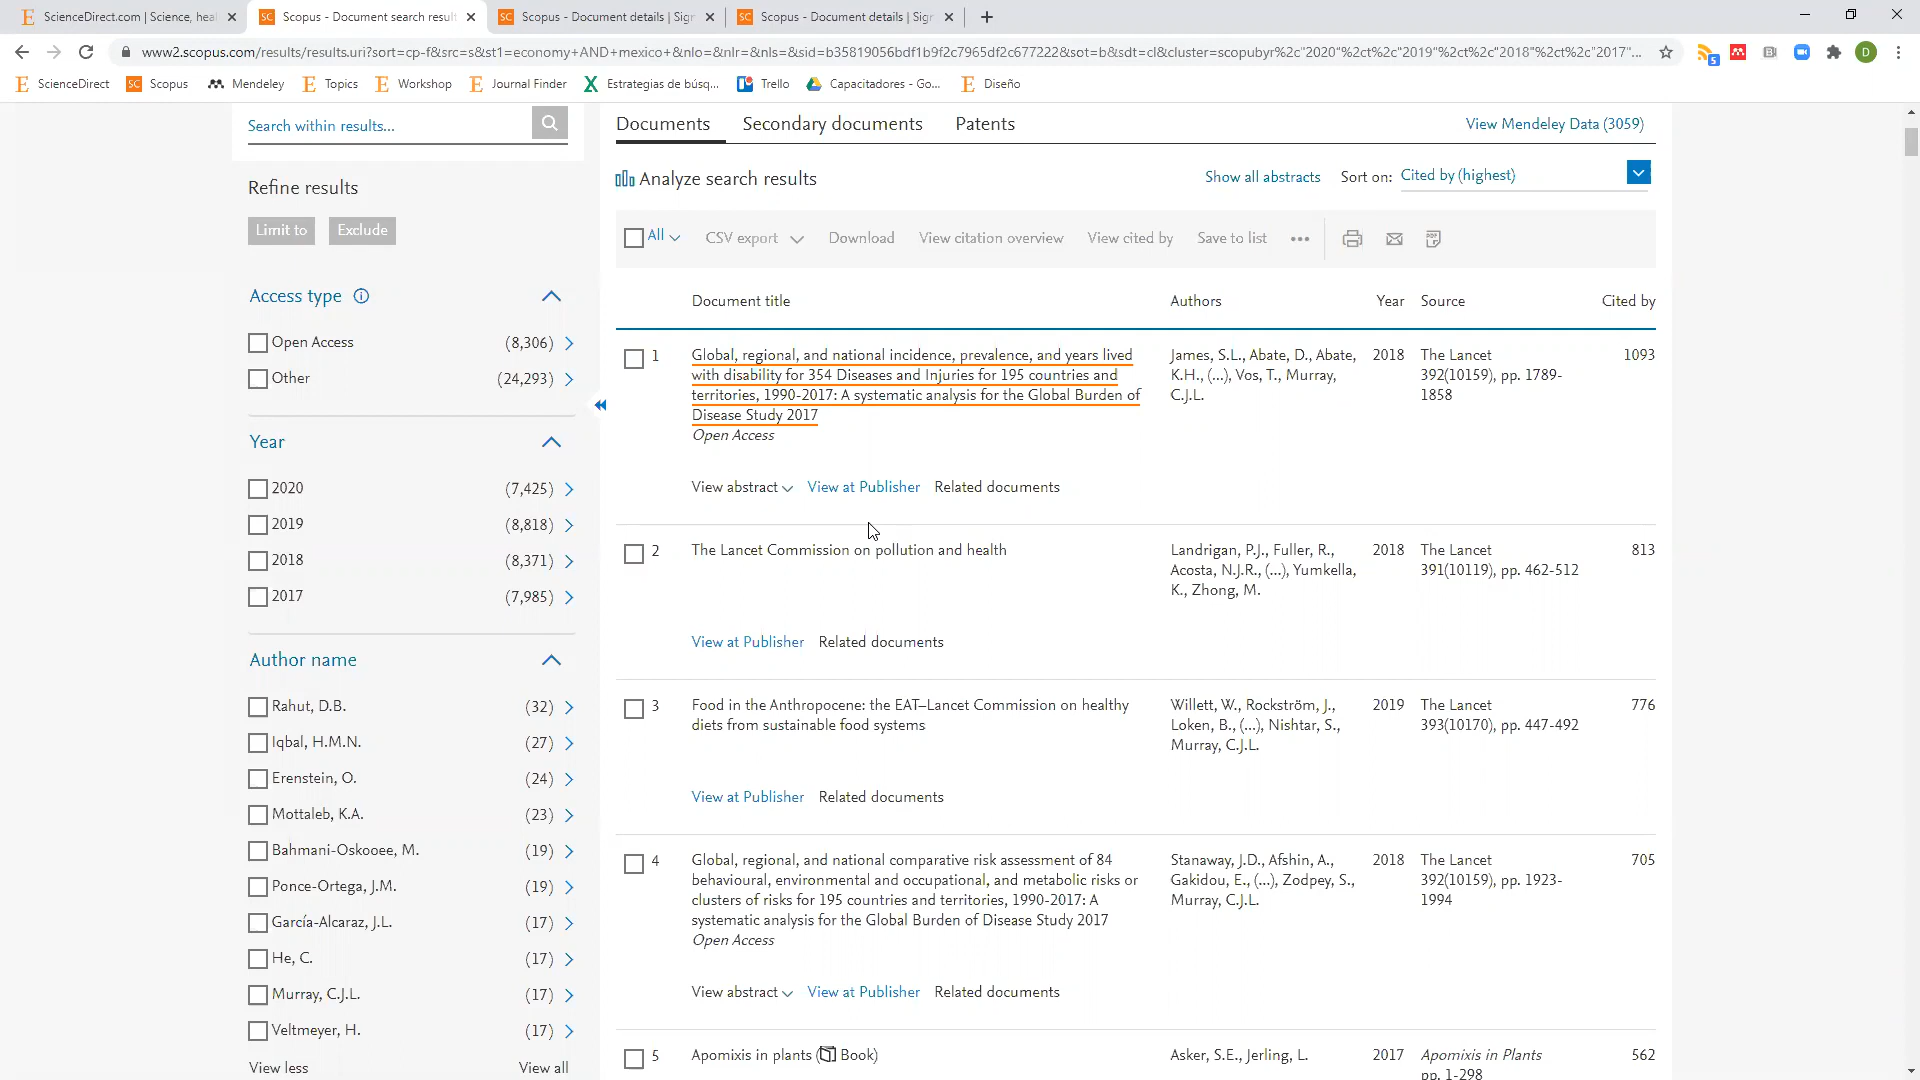 ScienceDirect.com | Science, heal
Scopus - Document search result
Scopus - Document details | Sign
Scopus - Document details | Sign
www2.scopus.com/results/results.uri?sort=cp-f&src=s&st1=economy+AND+mexico+&nlo=&nlr=&nls=&sid=b35819056bdf1b9f2c7965df2c677222&sot=b&sdt=cl&cluster=scopubyr%2c"2020"%2ct%2c"2019"%2ct%2c"2018"%2ct%2c"2017"...
5
D
ScienceDirect
Scopus
Mendeley
Topics
Workshop
Journal Finder
Estrategias de búsq...
Trello
Capacitadores - Go...
Diseño
Search within results...
Refine results
Limit to
Exclude
Access type
Open Access (8,306)
Other (24,293)
Year
2020 (7,425)
2019 (8,818)
2018 (8,371)
2017 (7,985)
Author name
Rahut, D.B. (32)
Iqbal, H.M.N. (27)
Erenstein, O. (24)
Mottaleb, K.A. (23)
Bahmani-Oskooee, M. (19)
Ponce-Ortega, J.M. (19)
García-Alcaraz, J.L. (17)
He, C. (17)
Murray, C.J.L. (17)
Veltmeyer, H. (17)
View less
View all
Documents
Secondary documents
Patents
View Mendeley Data (3059)
Analyze search results
Show all abstracts
Sort on:
Cited by (highest)
All
CSV export
Download
View citation overview
View cited by
Save to list
Document title
Authors
Year
Source
Cited by
1
Global, regional, and national incidence, prevalence, and years lived
with disability for 354 Diseases and Injuries for 195 countries and
territories, 1990-2017: A systematic analysis for the Global Burden of
Disease Study 2017
Open Access
James, S.L., Abate, D., Abate,
K.H., (...), Vos, T., Murray,
C.J.L.
2018
The Lancet
392(10159), pp. 1789-
1858
1093
View abstract
View at Publisher
Related documents
2
The Lancet Commission on pollution and health
Landrigan, P.J., Fuller, R.,
Acosta, N.J.R., (...), Yumkella,
K., Zhong, M.
2018
The Lancet
391(10119), pp. 462-512
813
View at Publisher
Related documents
3
Food in the Anthropocene: the EAT–Lancet Commission on healthy
diets from sustainable food systems
Willett, W., Rockström, J.,
Loken, B., (...), Nishtar, S.,
Murray, C.J.L.
2019
The Lancet
393(10170), pp. 447-492
776
View at Publisher
Related documents
4
Global, regional, and national comparative risk assessment of 84
behavioural, environmental and occupational, and metabolic risks or
clusters of risks for 195 countries and territories, 1990-2017: A
systematic analysis for the Global Burden of Disease Study 2017
Open Access
Stanaway, J.D., Afshin, A.,
Gakidou, E., (...), Zodpey, S.,
Murray, C.J.L.
2018
The Lancet
392(10159), pp. 1923-
1994
705
View abstract
View at Publisher
Related documents
5
Apomixis in plants (Book)
Asker, S.E., Jerling, L.
2017
Apomixis in Plants
pp. 1-298
562